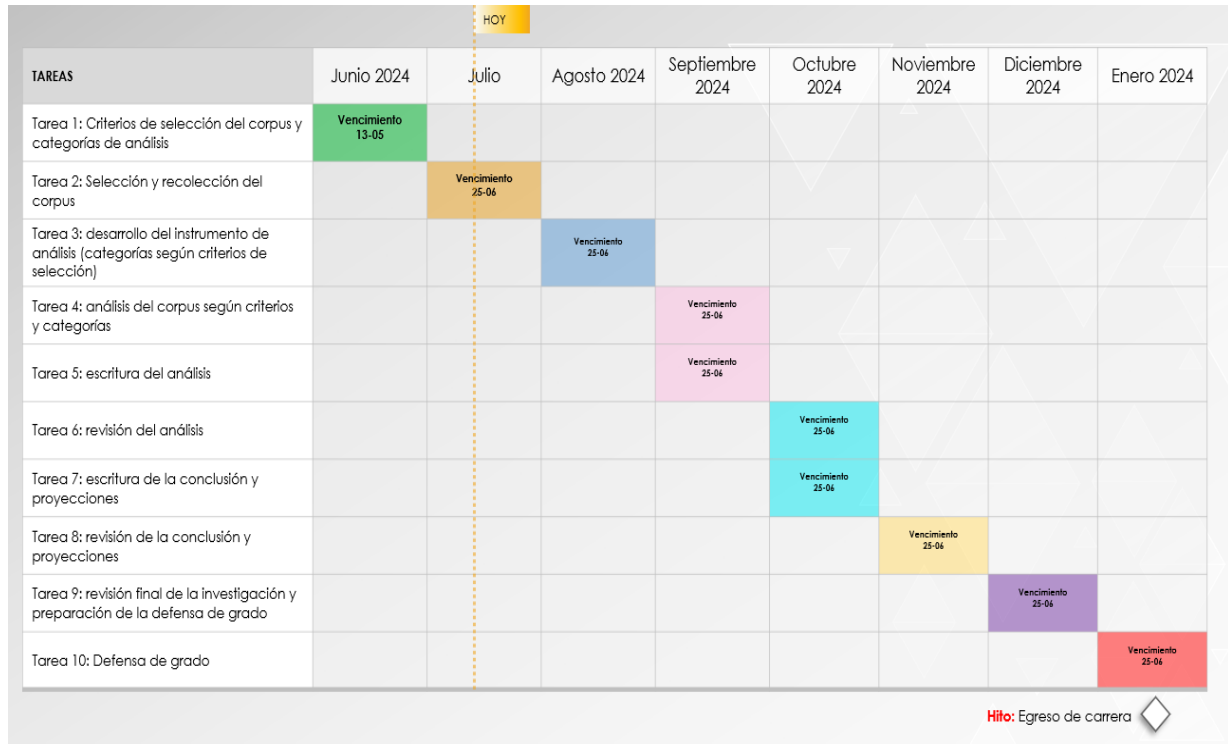 HOY
TAREAS
Junio 2024
Julio
Agosto 2024
Septiembre
2024
Octubre
2024
Noviembre
2024
Diciembre
2024
Enero 2024
Tarea 1: Criterios de selección del corpus y
categorías de análisis
Vencimiento
13-05
Tarea 2: Selección y recolección del
corpus
Vencimiento
25-06
Tarea 3: desarrollo del instrumento de
análisis (categorías según criterios de
selección)
Vencimiento
25-06
Tarea 4: análisis del corpus según criterios
y categorías
Vencimiento
25-06
Tarea 5: escritura del análisis
Vencimiento
25-06
Tarea 6: revisión del análisis
Vencimiento
25-06
Tarea 7: escritura de la conclusión y
proyecciones
Vencimiento
25-06
Tarea 8: revisión de la conclusión y
proyecciones
Vencimiento
25-06
Tarea 9: revisión final de la investigación y
preparación de la defensa de grado
Vencimiento
25-06
Tarea 10: Defensa de grado
Vencimiento
25-06
Hito: Egreso de carrera